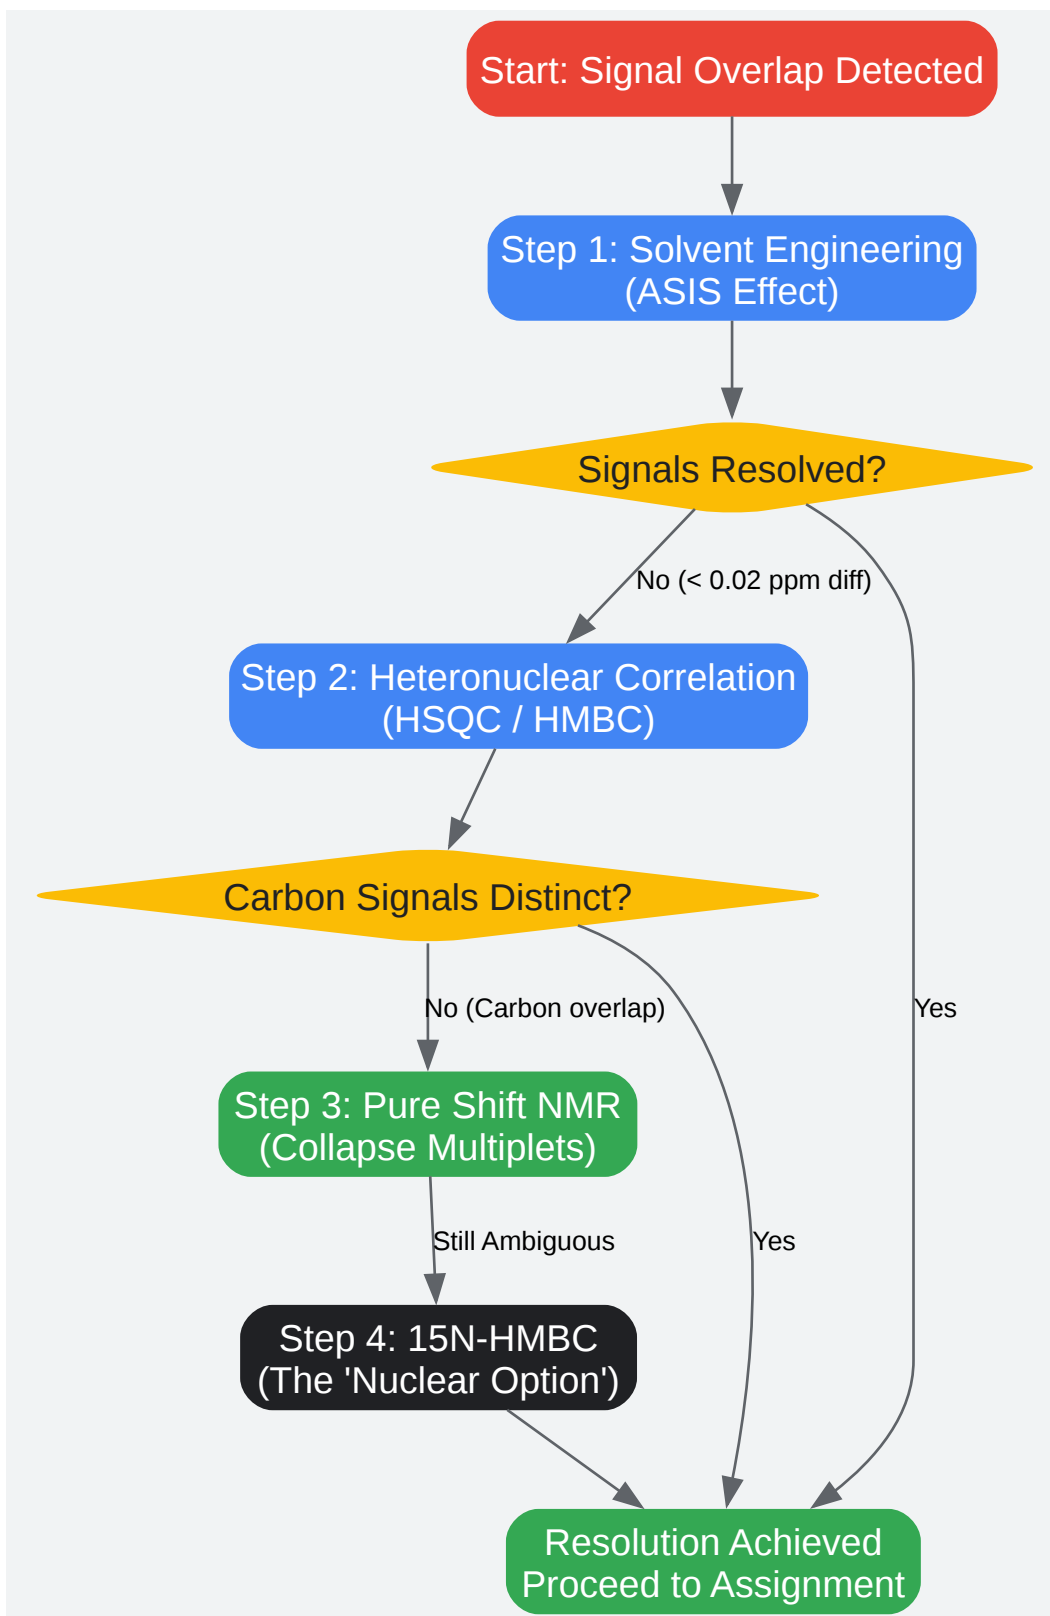 Start: Signal Overlap Detected
Step 1: Solvent Engineering
(ASIS Effect)
Signals Resolved?
No (< 0.02 ppm diff)
Step 2: Heteronuclear Correlation
(HSQC / HMBC)
Carbon Signals Distinct?
No (Carbon overlap)
Yes
Step 3: Pure Shift NMR
(Collapse Multiplets)
Still Ambiguous
Yes
Step 4: 15N-HMBC
(The 'Nuclear Option')
Resolution Achieved
Proceed to Assignment